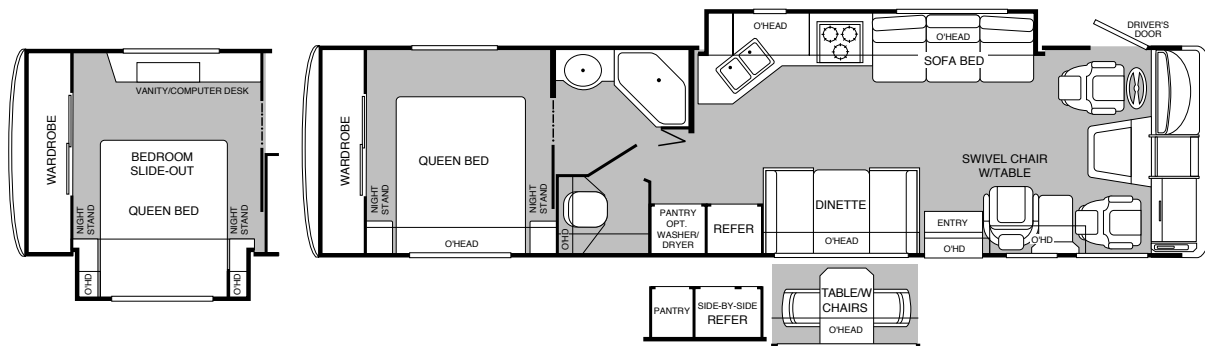 VANITY/COMPUTER DESK
WARDROBE
BEDROOM
SLIDE-OUT
QUEEN BED
NIGHT
STAND
NIGHT
STAND
O'HD
O'HD
WARDROBE
QUEEN BED
NIGHT
STAND
NIGHT
STAND
O'HEAD
O'HD
PANTRY
OPT.
WASHER/
DRYER
REFER
O'HEAD
O'HEAD
SOFA BED
DRIVER'S
DOOR
SWIVEL CHAIR
W/TABLE
DINETTE
O'HEAD
ENTRY
O'HD
O'HD
PANTRY
SIDE-BY-SIDE
REFER
TABLE/W
CHAIRS
O'HEAD